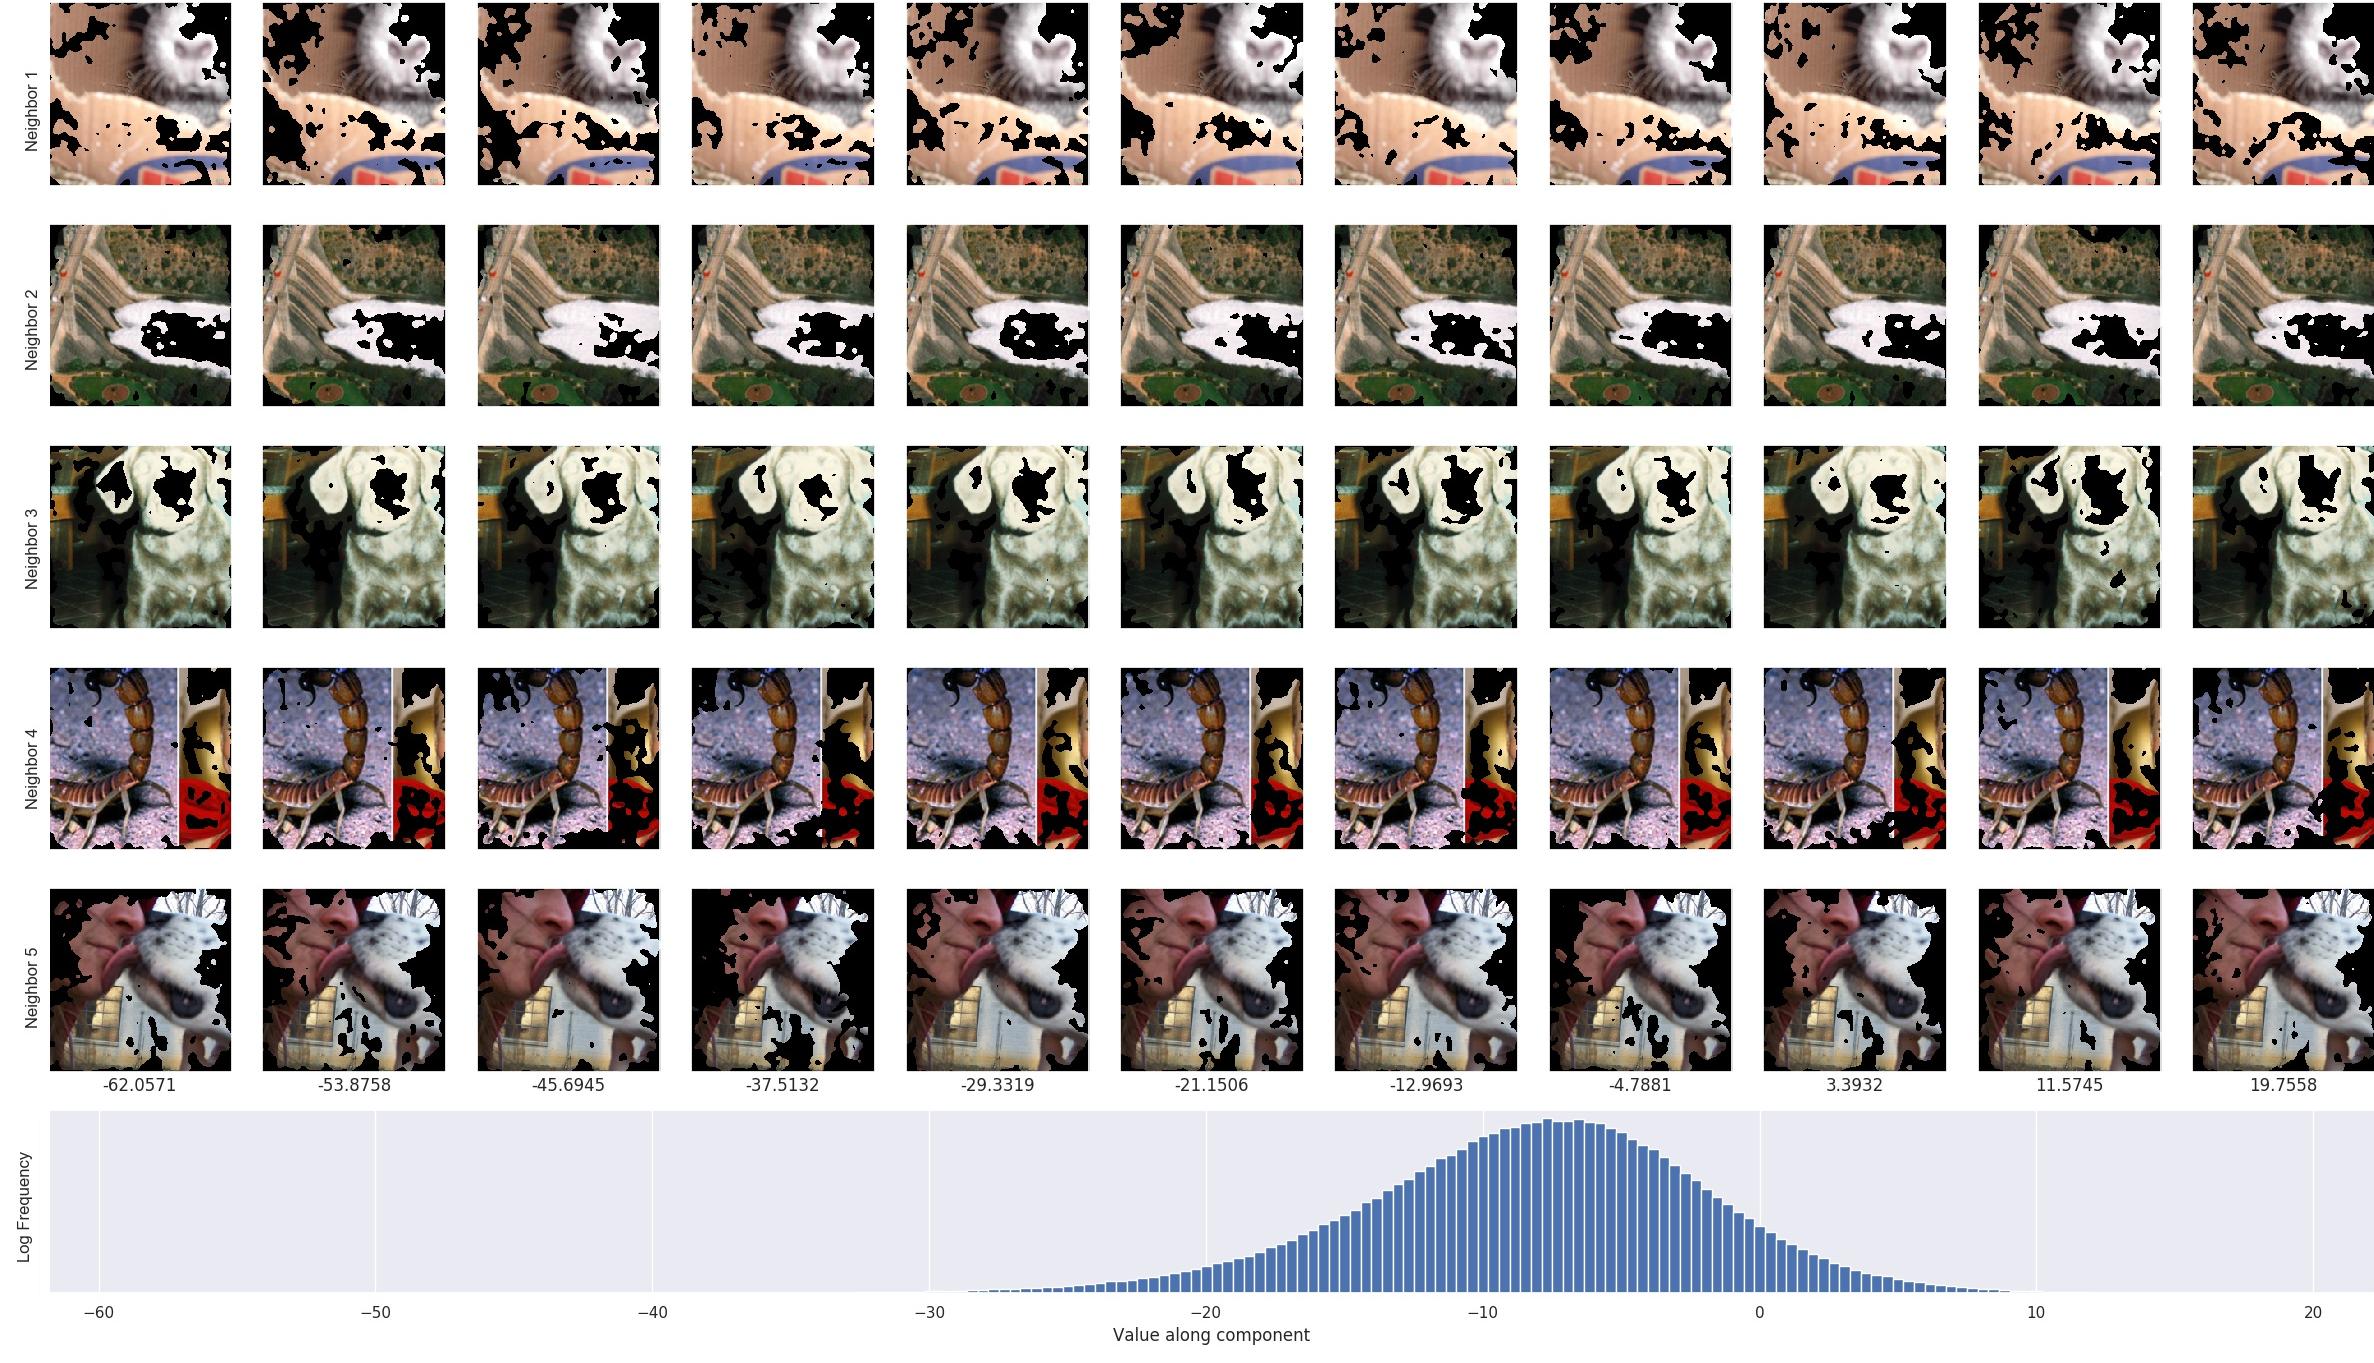 Neighbor 1
Neighbor 2
Neighbor 3
Neighbor 4
Neighbor 5
-62.0571 -53.8758 -45.6945 -37.5132 -29.3319 -21.1506 -12.9693 -4.7881 3.3932 11.5745 19.7558
Log Frequency
−60 −50 −40 −30 −20 −10 0 10 20
Value along component